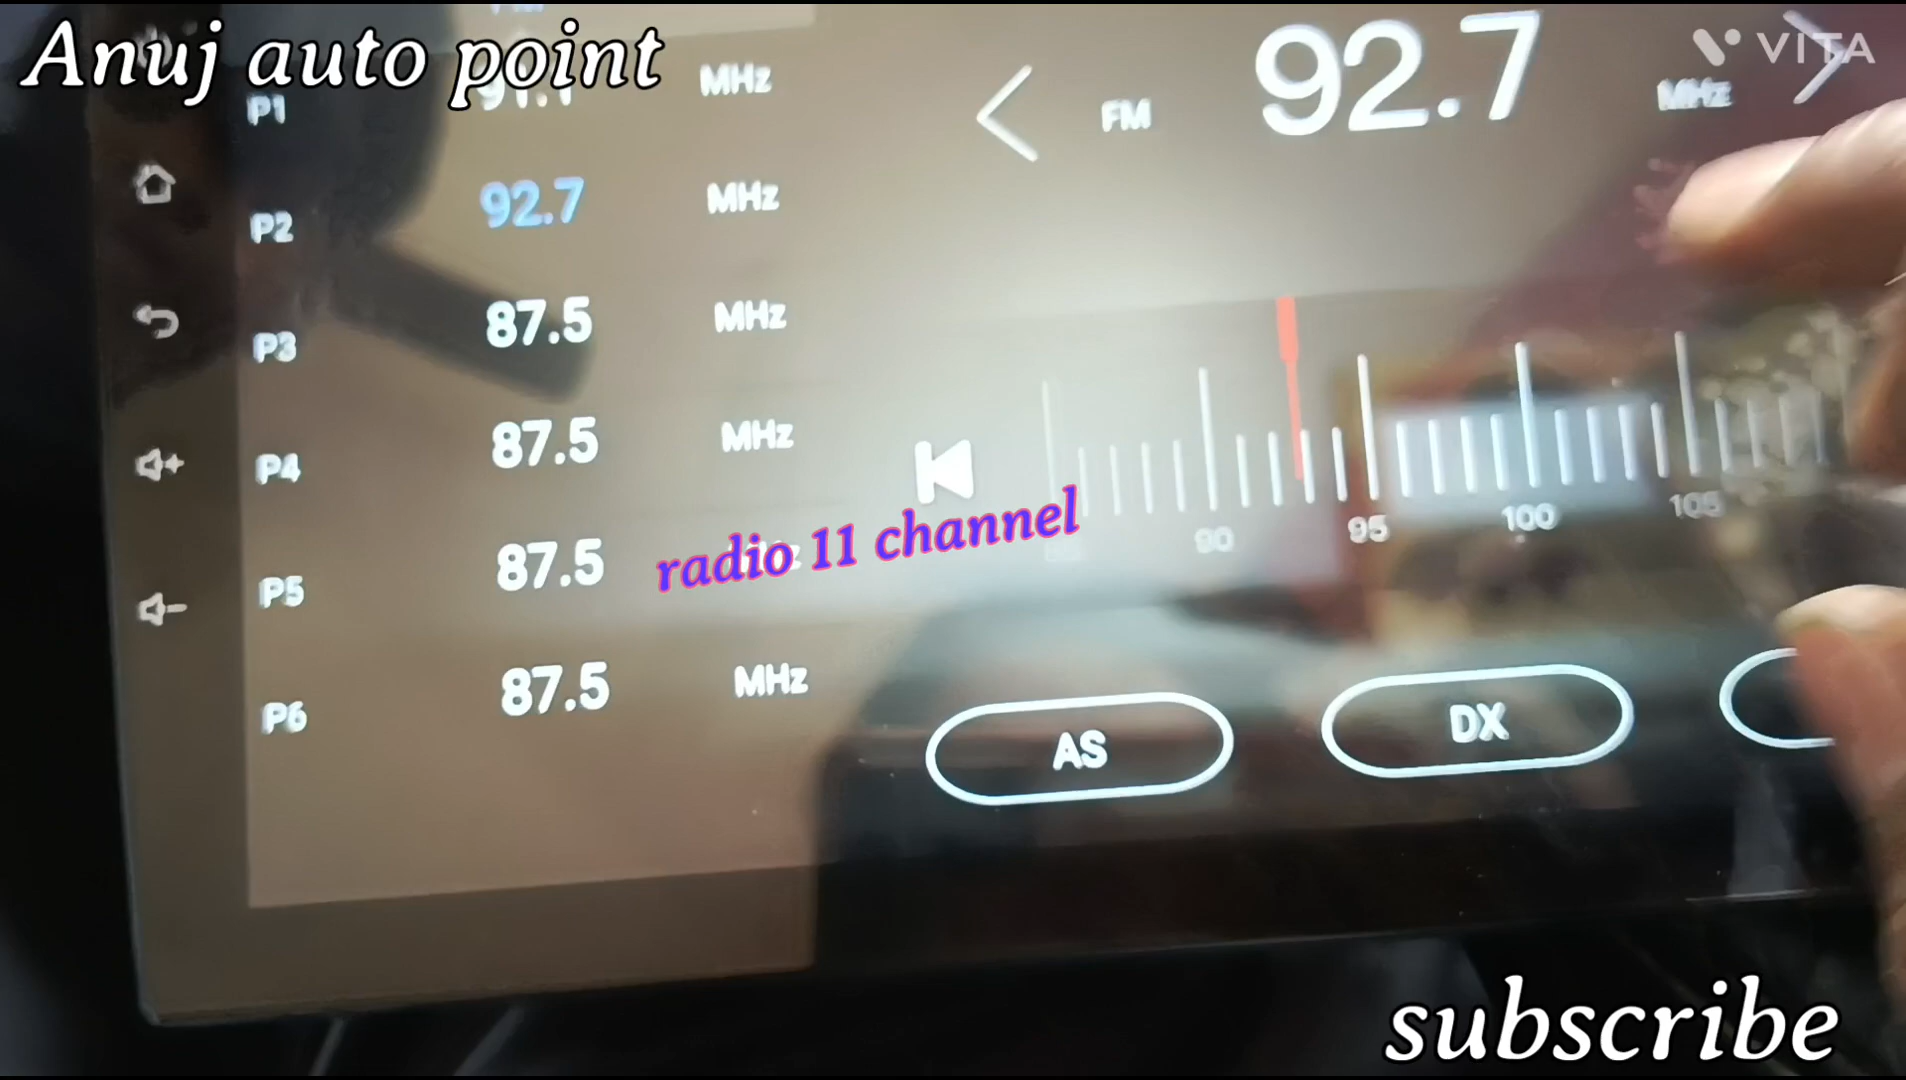 Anuj auto point
VITA
P1 91.1 MHz
FM 92.7 MHz
P2 92.7 MHz
P3 87.5 MHz
P4 87.5 MHz
P5 87.5
P6 87.5 MHz
radio 11 channel
90 95 100 105
AS DX
subscribe